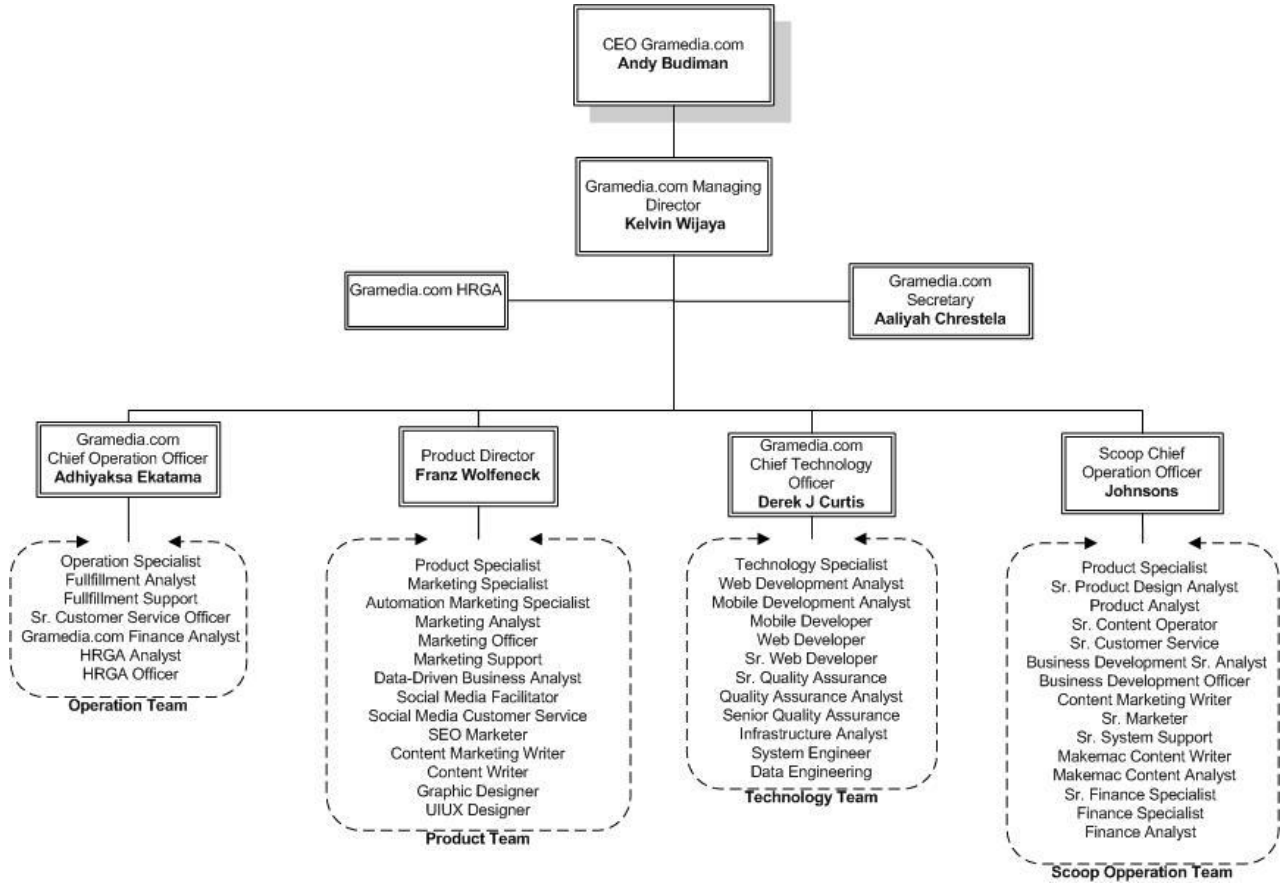 CEO Gramedia.com
Andy Budiman
Gramedia.com Managing
Director
Kelvin Wijaya
Gramedia.com HRGA
Gramedia.com
Secretary
Aaliyah Chrestela
Gramedia.com
Chief Operation Officer
Adhiyaksa Ekatama
Product Director
Franz Wolfeneck
Gramedia.com
Chief Technology
Officer
Derek J Curtis
Scoop Chief
Operation Officer
Johnsons
Operation Specialist
Fullfillment Analyst
Fullfillment Support
Sr. Customer Service Officer
Gramedia.com Finance Analyst
HRGA Analyst
HRGA Officer
Operation Team
Product Specialist
Marketing Specialist
Automation Marketing Specialist
Marketing Analyst
Marketing Officer
Marketing Support
Data-Driven Business Analyst
Social Media Facilitator
Social Media Customer Service
SEO Marketer
Content Marketing Writer
Content Writer
Graphic Designer
UIUX Designer
Product Team
Technology Specialist
Web Development Analyst
Mobile Development Analyst
Mobile Developer
Web Developer
Sr. Web Developer
Sr. Quality Assurance
Quality Assurance Analyst
Senior Quality Assurance
Infrastructure Analyst
System Engineer
Data Engineering
Technology Team
Product Specialist
Sr. Product Design Analyst
Product Analyst
Sr. Content Operator
Sr. Customer Service
Business Development Sr. Analyst
Business Development Officer
Content Marketing Writer
Sr. Marketer
Sr. System Support
Makemac Content Writer
Makemac Content Analyst
Sr. Finance Specialist
Finance Specialist
Finance Analyst
Scoop Opperation Team